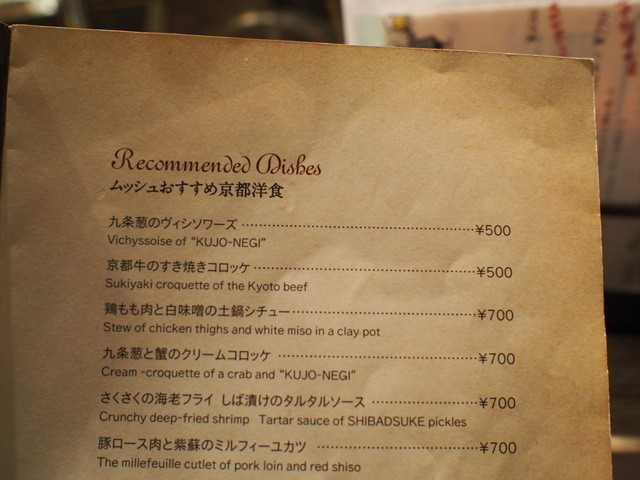 Recommended Dishes
ムッシュおすすめ京都洋食
九条葱のヴィシソワーズ ¥500
Vichyssoise of "KUJO-NEGI"
京都牛のすき焼きコロッケ ¥500
Sukiyaki croquette of the Kyoto beef
鶏もも肉と白味噌の土鍋シチュー ¥700
Stew of chicken thighs and white miso in a clay pot
九条葱と蟹のクリームコロッケ ¥700
Cream -croquette of a crab and "KUJO-NEGI"
さくさくの海老フライ しば漬けのタルタルソース ¥700
Crunchy deep-fried shrimp Tartar sauce of SHIBADSUKE pickles
豚ロース肉と紫蘇のミルフィーユカツ ¥700
The millefeuille cutlet of pork loin and red shiso